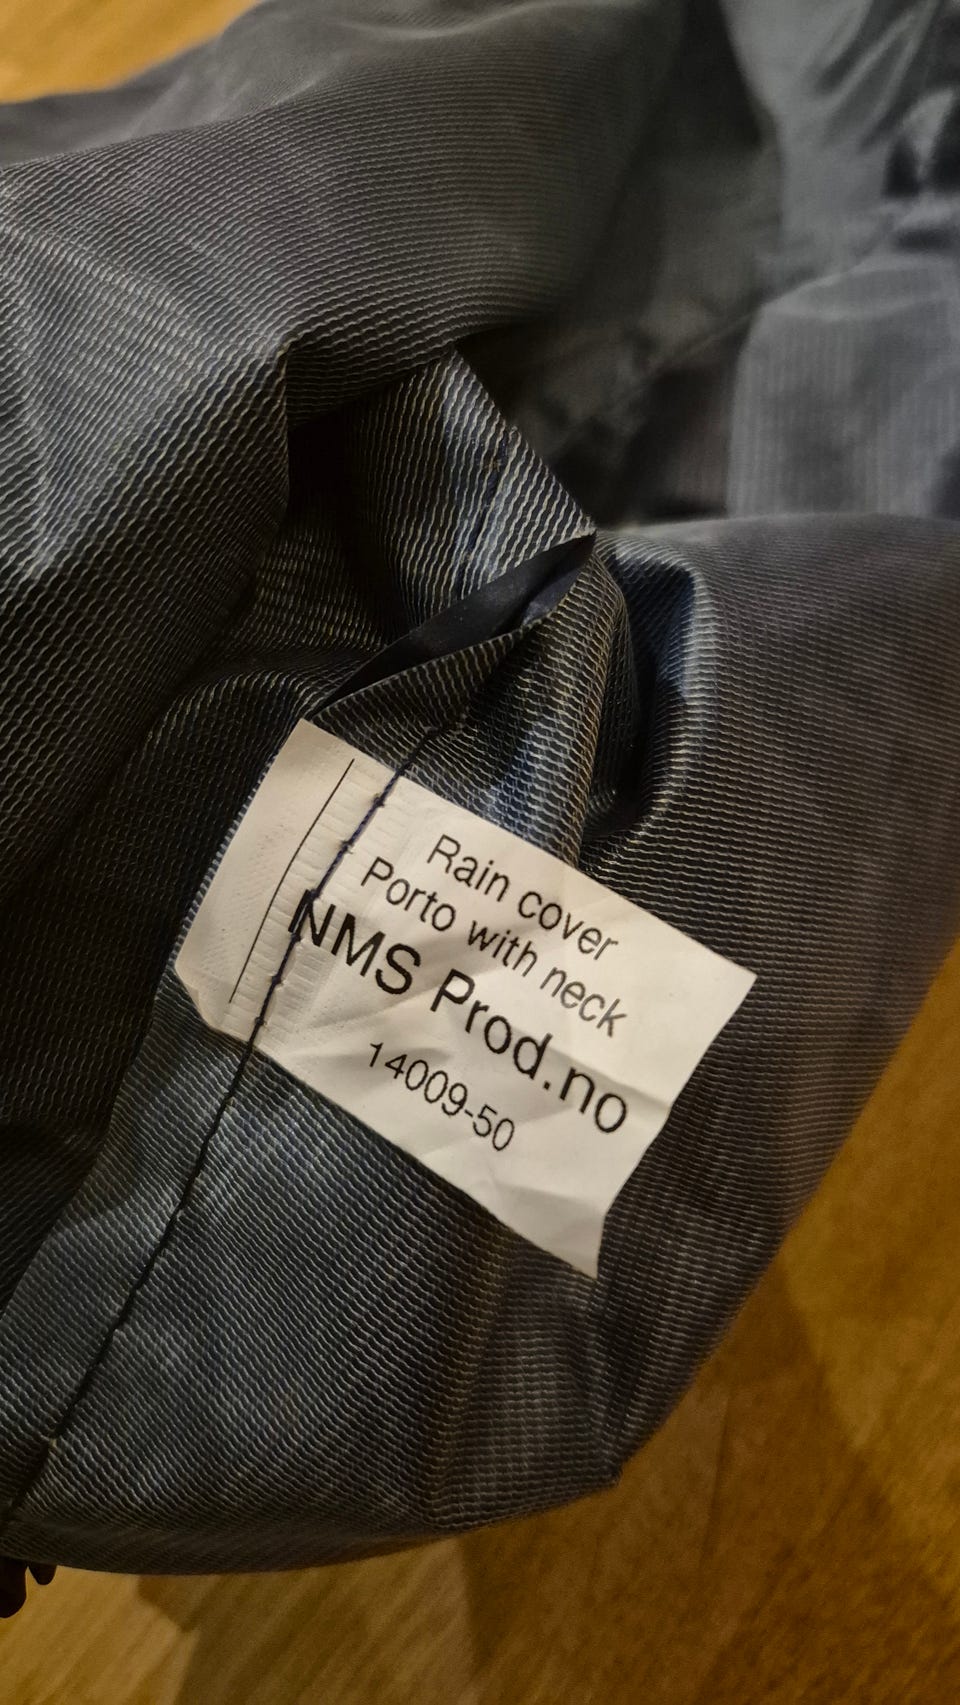 Rain cover
Porto with neck
NMS Prod.no
14009-50